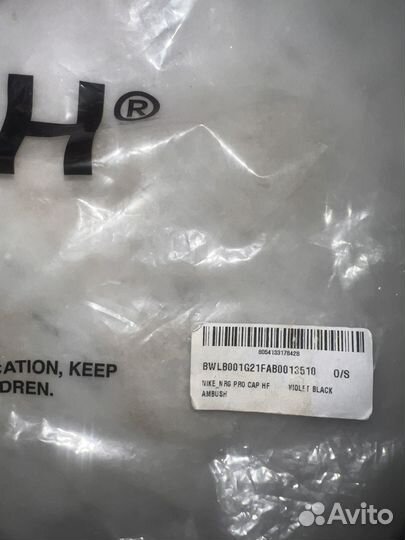 H®
CATION, KEEP
DREN.
8054133178428
BWLB001G21FAB0013510 O/S
NIKE_NRG PRO CAP HF VIOLET BLACK
AMBUSH
Avito